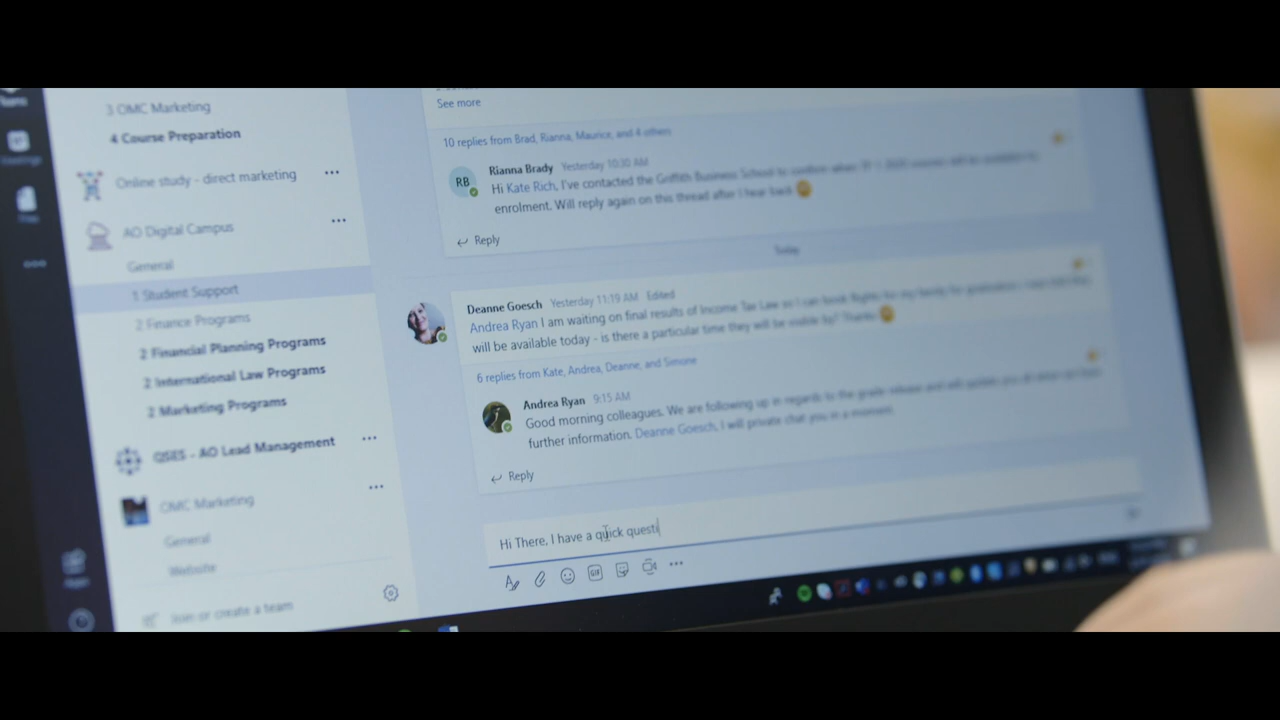 Teams
3 OMC Marketing
4 Course Preparation
Online study - direct marketing
AO Digital Campus
General
1 Student Support
2 Finance Programs
2 Financial Planning Programs
2 International Law Programs
2 Marketing Programs
QSES - AO Lead Management
OMC Marketing
General
Website
Join or create a team
See more
10 replies from Brad, Rianna, Maurice, and 4 others
RB
Rianna Brady Yesterday 10:30 AM
Hi Kate Rich, I've contacted the Griffith Business School to confirm when
enrolment. Will reply again on this thread after I hear back
Reply
Today
Deanne Goesch Yesterday 11:19 AM Edited
Andrea Ryan I am waiting on final results of Income Tax Law so I can book flights for my family for graduation
will be available today - is there a particular time they will be visible by? Thanks
6 replies from Kate, Andrea, Deanne, and Simone
Andrea Ryan 9:15 AM
Good morning colleagues. We are following up in regards to the grade release and will update you
further information. Deanne Goesch, I will private chat you in a moment.
Reply
Hi There, I have a quick questi
GIF